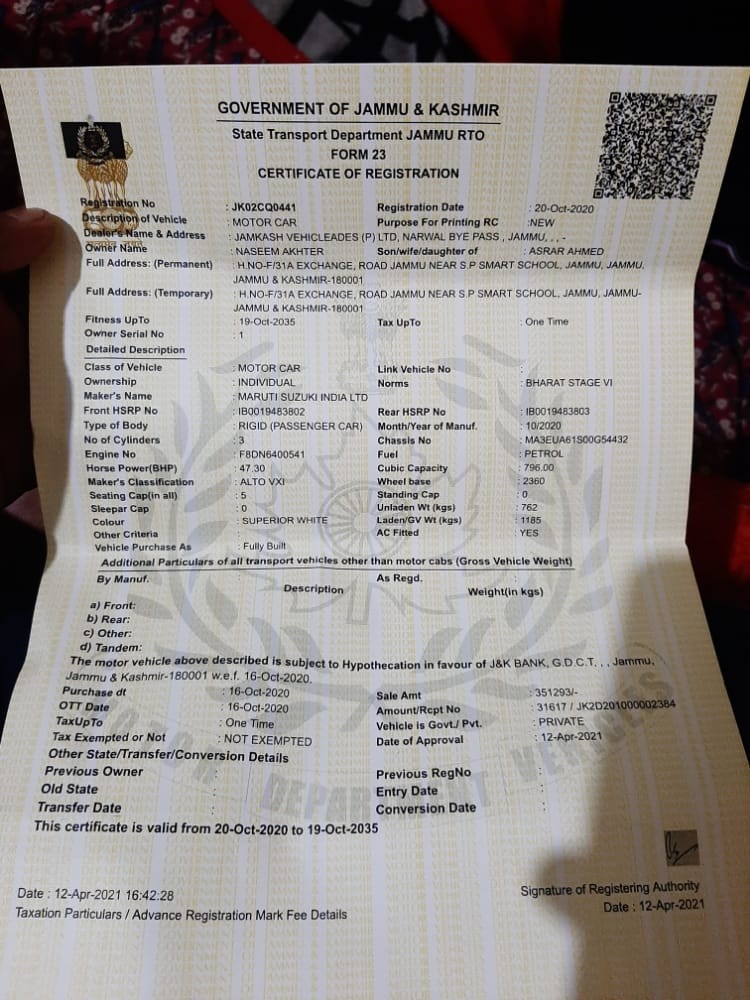 GOVERNMENT OF JAMMU & KASHMIR
State Transport Department JAMMU RTO
FORM 23
CERTIFICATE OF REGISTRATION
Registration No : JK02CQ0441 Registration Date : 20-Oct-2020
Description of Vehicle : MOTOR CAR Purpose For Printing RC :NEW
Dealer's Name & Address : JAMKASH VEHICLEADES (P) LTD, NARWAL BYE PASS , JAMMU, , , -
Owner Name : NASEEM AKHTER Son/wife/daughter of : ASRAR AHMED
Full Address: (Permanent) : H.NO-F/31A EXCHANGE, ROAD JAMMU NEAR S.P SMART SCHOOL, JAMMU, JAMMU,
JAMMU & KASHMIR-180001
Full Address: (Temporary) : H.NO-F/31A EXCHANGE, ROAD JAMMU NEAR S.P SMART SCHOOL, JAMMU, JAMMU-
JAMMU & KASHMIR-180001
Fitness UpTo : 19-Oct-2035 Tax UpTo : One Time
Owner Serial No : 1
Detailed Description
Class of Vehicle : MOTOR CAR Link Vehicle No :
Ownership : INDIVIDUAL Norms : BHARAT STAGE VI
Maker's Name : MARUTI SUZUKI INDIA LTD
Front HSRP No : IB0019483802 Rear HSRP No : IB0019483803
Type of Body : RIGID (PASSENGER CAR) Month/Year of Manuf. : 10/2020
No of Cylinders : 3 Chassis No : MA3EUA61S00G54432
Engine No : F8DN6400541 Fuel : PETROL
Horse Power(BHP) : 47.30 Cubic Capacity : 796.00
Maker's Classification : ALTO VXI Wheel base : 2360
Seating Cap(in all) : 5 Standing Cap : 0
Sleepar Cap : 0 Unladen Wt (kgs) : 762
Colour : SUPERIOR WHITE Laden/GV Wt (kgs) : 1185
Other Criteria AC Fitted : YES
Vehicle Purchase As : Fully Built
Additional Particulars of all transport vehicles other than motor cabs (Gross Vehicle Weight)
By Manuf. : As Regd. :
Description Weight(in kgs)
a) Front:
b) Rear:
c) Other:
d) Tandem:
The motor vehicle above described is subject to Hypothecation in favour of J&K BANK, G.D.C.T, , , Jammu,
Jammu & Kashmir-180001 w.e.f. 16-Oct-2020.
Purchase dt : 16-Oct-2020 Sale Amt : 351293/-
OTT Date : 16-Oct-2020 Amount/Rcpt No : 31617 / JK2D201000002384
TaxUpTo : One Time Vehicle is Govt./ Pvt. : PRIVATE
Tax Exempted or Not : NOT EXEMPTED Date of Approval : 12-Apr-2021
Other State/Transfer/Conversion Details
Previous Owner : Previous RegNo :
Old State : Entry Date :
Transfer Date : Conversion Date :
This certificate is valid from 20-Oct-2020 to 19-Oct-2035
Date : 12-Apr-2021 16:42:28 Signature of Registering Authority
Taxation Particulars / Advance Registration Mark Fee Details Date : 12-Apr-2021